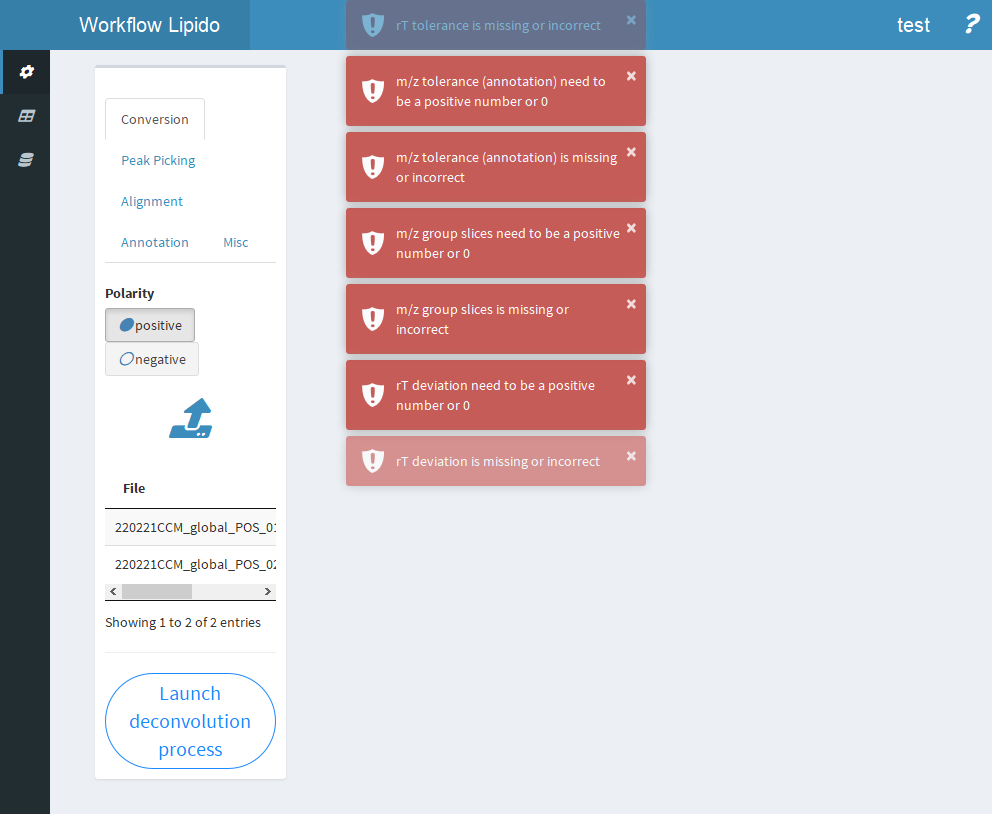 Workflow Lipido
test
?
Conversion
Peak Picking
Alignment
Annotation Misc
Polarity
positive
negative
File
220221CCM_global_POS_01
220221CCM_global_POS_02
Showing 1 to 2 of 2 entries
Launch
deconvolution
process
rT tolerance is missing or incorrect
×
m/z tolerance (annotation) need to
be a positive number or 0
×
m/z tolerance (annotation) is missing
or incorrect
×
m/z group slices need to be a positive
number or 0
×
m/z group slices is missing or
incorrect
×
rT deviation need to be a positive
number or 0
×
rT deviation is missing or incorrect
×